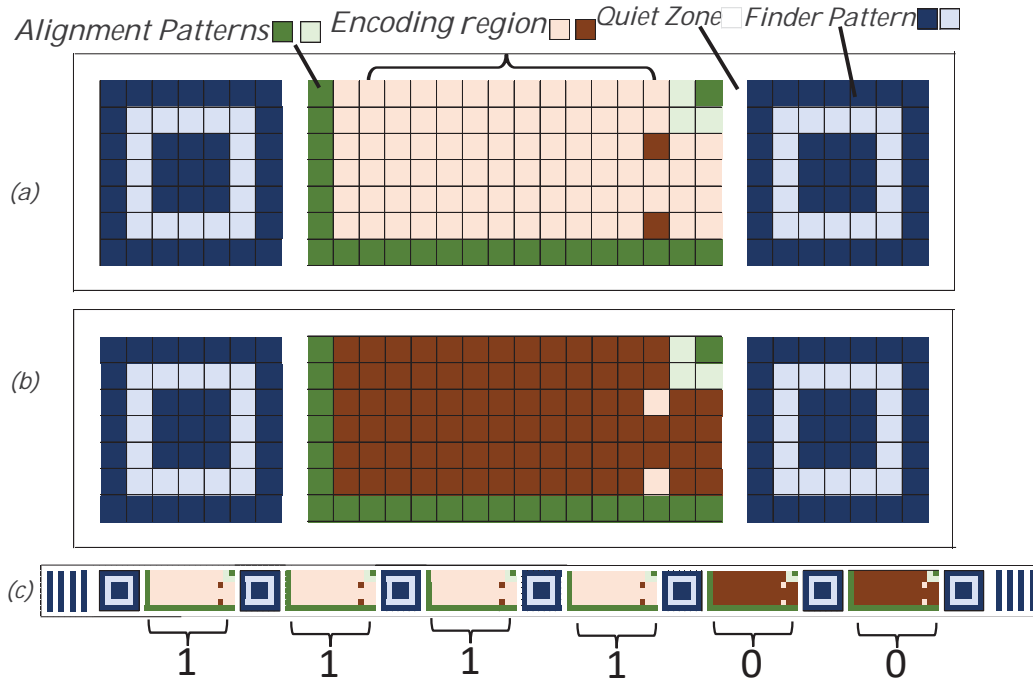 Alignment Patterns Encoding region Quiet Zone Finder Pattern
(a)
(b)
(c)
1 1 1 1 0 0